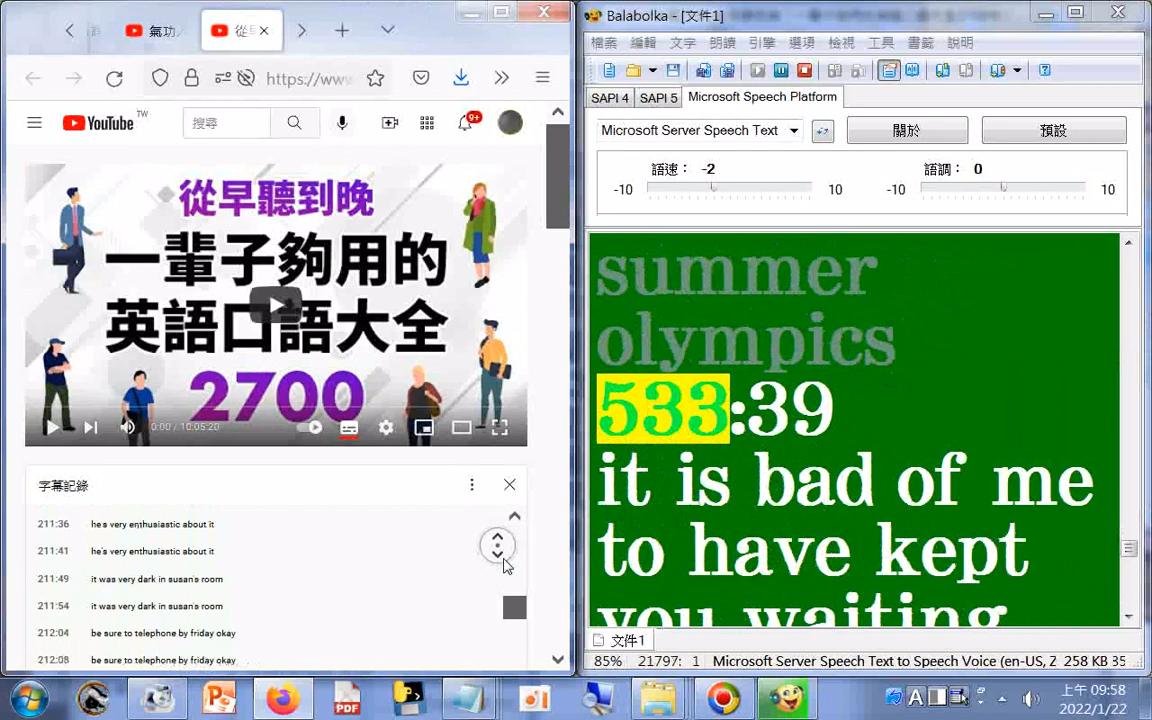 氣功
從
https://www
YouTube TW
搜尋
9+
從早聽到晚
一輩子夠用的
英語口語大全
2700
0:00 / 10:05:20
字幕記錄
211:36 he's very enthusiastic about it
211:41 he's very enthusiastic about it
211:49 it was very dark in susan's room
211:54 it was very dark in susan's room
212:04 be sure to telephone by friday okay
212:08 be sure to telephone by friday okay
Balabolka - [文件1]
檔案 編輯 文字 朗讀 引擎 選項 檢視 工具 書籤 說明
SAPI 4 SAPI 5 Microsoft Speech Platform
Microsoft Server Speech Text
關於
預設
語速： -2
語調： 0
-10 10 -10 10
summer
olympics
533:39
it is bad of me
to have kept
you waiting
文件1
85% 21797: 1 Microsoft Server Speech Text to Speech Voice (en-US, Z 258 KB 35
PDF
A
上午 09:58
2022/1/22